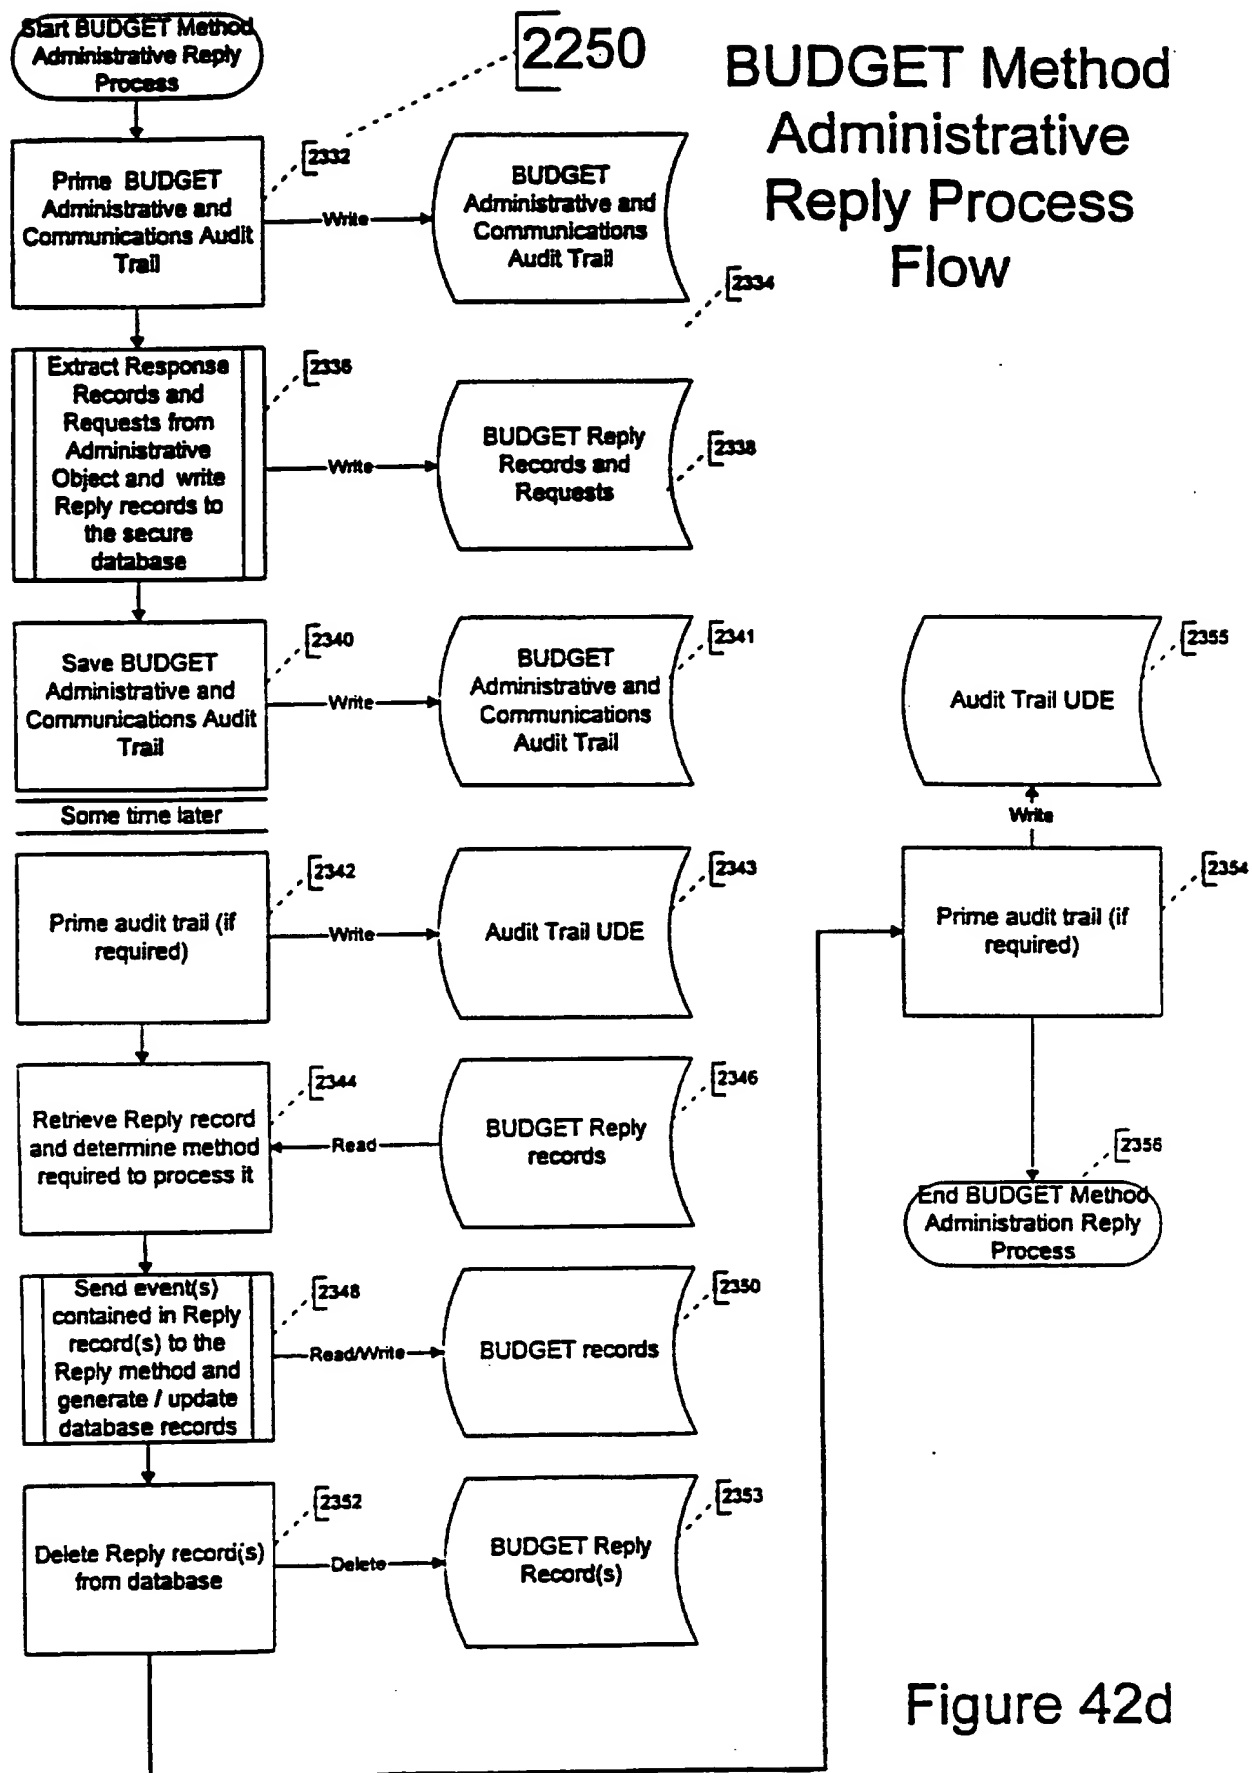 Start BUDGET Method
Administrative Reply
Process
2250
BUDGET Method
Administrative
Reply Process
Flow
2332
Prime BUDGET
Administrative and
Communications Audit
Trail
Write
BUDGET
Administrative and
Communications
Audit Trail
2334
Extract Response
Records and
Requests from
Administrative
Object and write
Reply records to
the secure
database
2336
Write
BUDGET Reply
Records and
Requests
2338
Save BUDGET
Administrative and
Communications Audit
Trail
2340
Write
BUDGET
Administrative and
Communications
Audit Trail
2341
Some time later
Prime audit trail (if
required)
2342
Write
Audit Trail UDE
2343
Retrieve Reply record
and determine method
required to process it
2344
Read
BUDGET Reply
records
2346
Send event(s)
contained in Reply
record(s) to the
Reply method and
generate / update
database records
2348
Read/Write
BUDGET records
2350
Delete Reply record(s)
from database
2352
Delete
BUDGET Reply
Record(s)
2353
Audit Trail UDE
2355
Write
Prime audit trail (if
required)
2354
2356
End BUDGET Method
Administration Reply
Process
Figure 42d